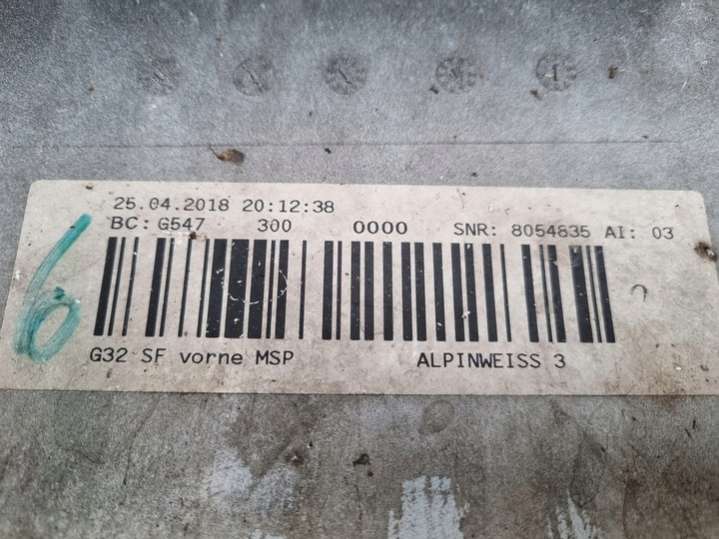 25.04.2018 20:12:38
BC: G547 300 0000 SNR: 8054835 AI: 03
6
G32 SF vorne MSP ALPINWEISS 3